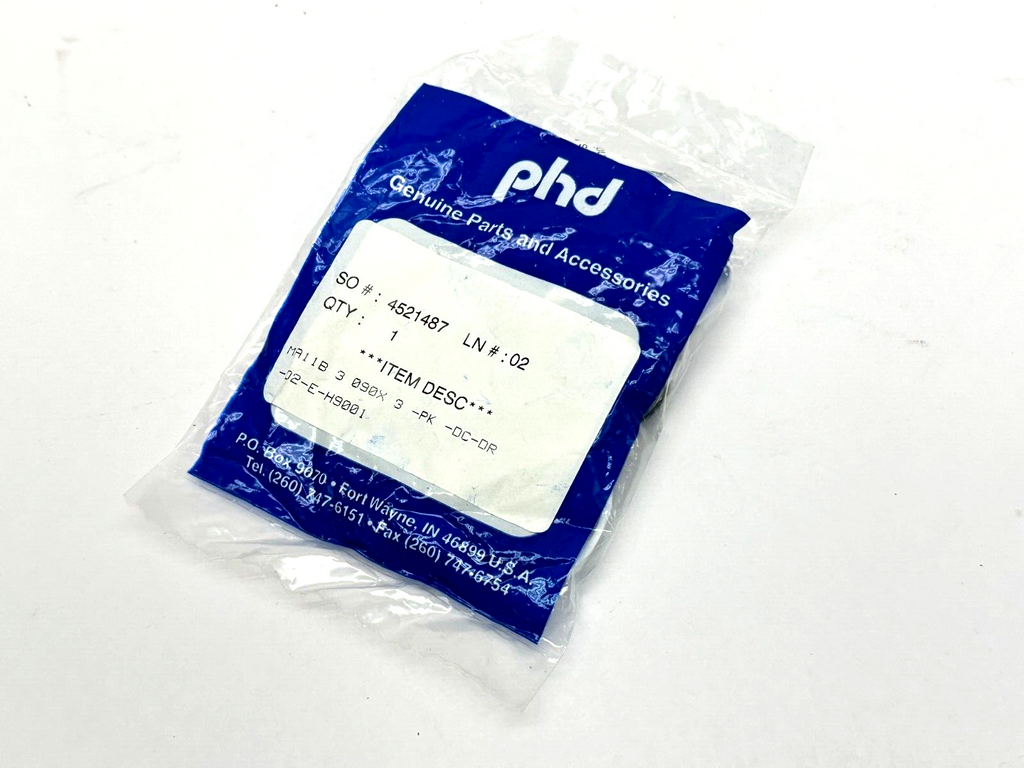 phd
Genuine Parts and Accessories
SO # : 4521487 LN # : 02
QTY : 1
***ITEM DESC***
MA11B 3 090X 3 -PK -DC-DR
-J2-E-H9001
P.O. Box 9070 • Fort Wayne, IN 46899 U.S.A.
Tel. (260) 747-6151 • Fax (260) 747-6754